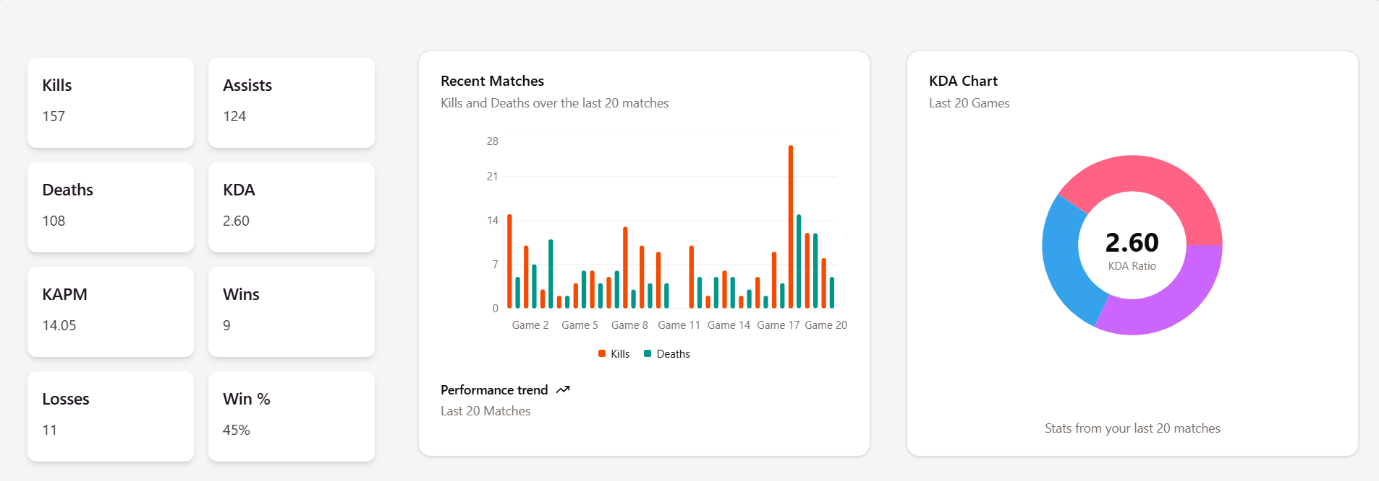 Kills
157
Assists
124
Deaths
108
KDA
2.60
KAPM
14.05
Wins
9
Losses
11
Win %
45%
Recent Matches
Kills and Deaths over the last 20 matches
28
21
14
7
0
Game 2 Game 5 Game 8 Game 11 Game 14 Game 17 Game 20
Kills Deaths
Performance trend
Last 20 Matches
KDA Chart
Last 20 Games
2.60
KDA Ratio
Stats from your last 20 matches